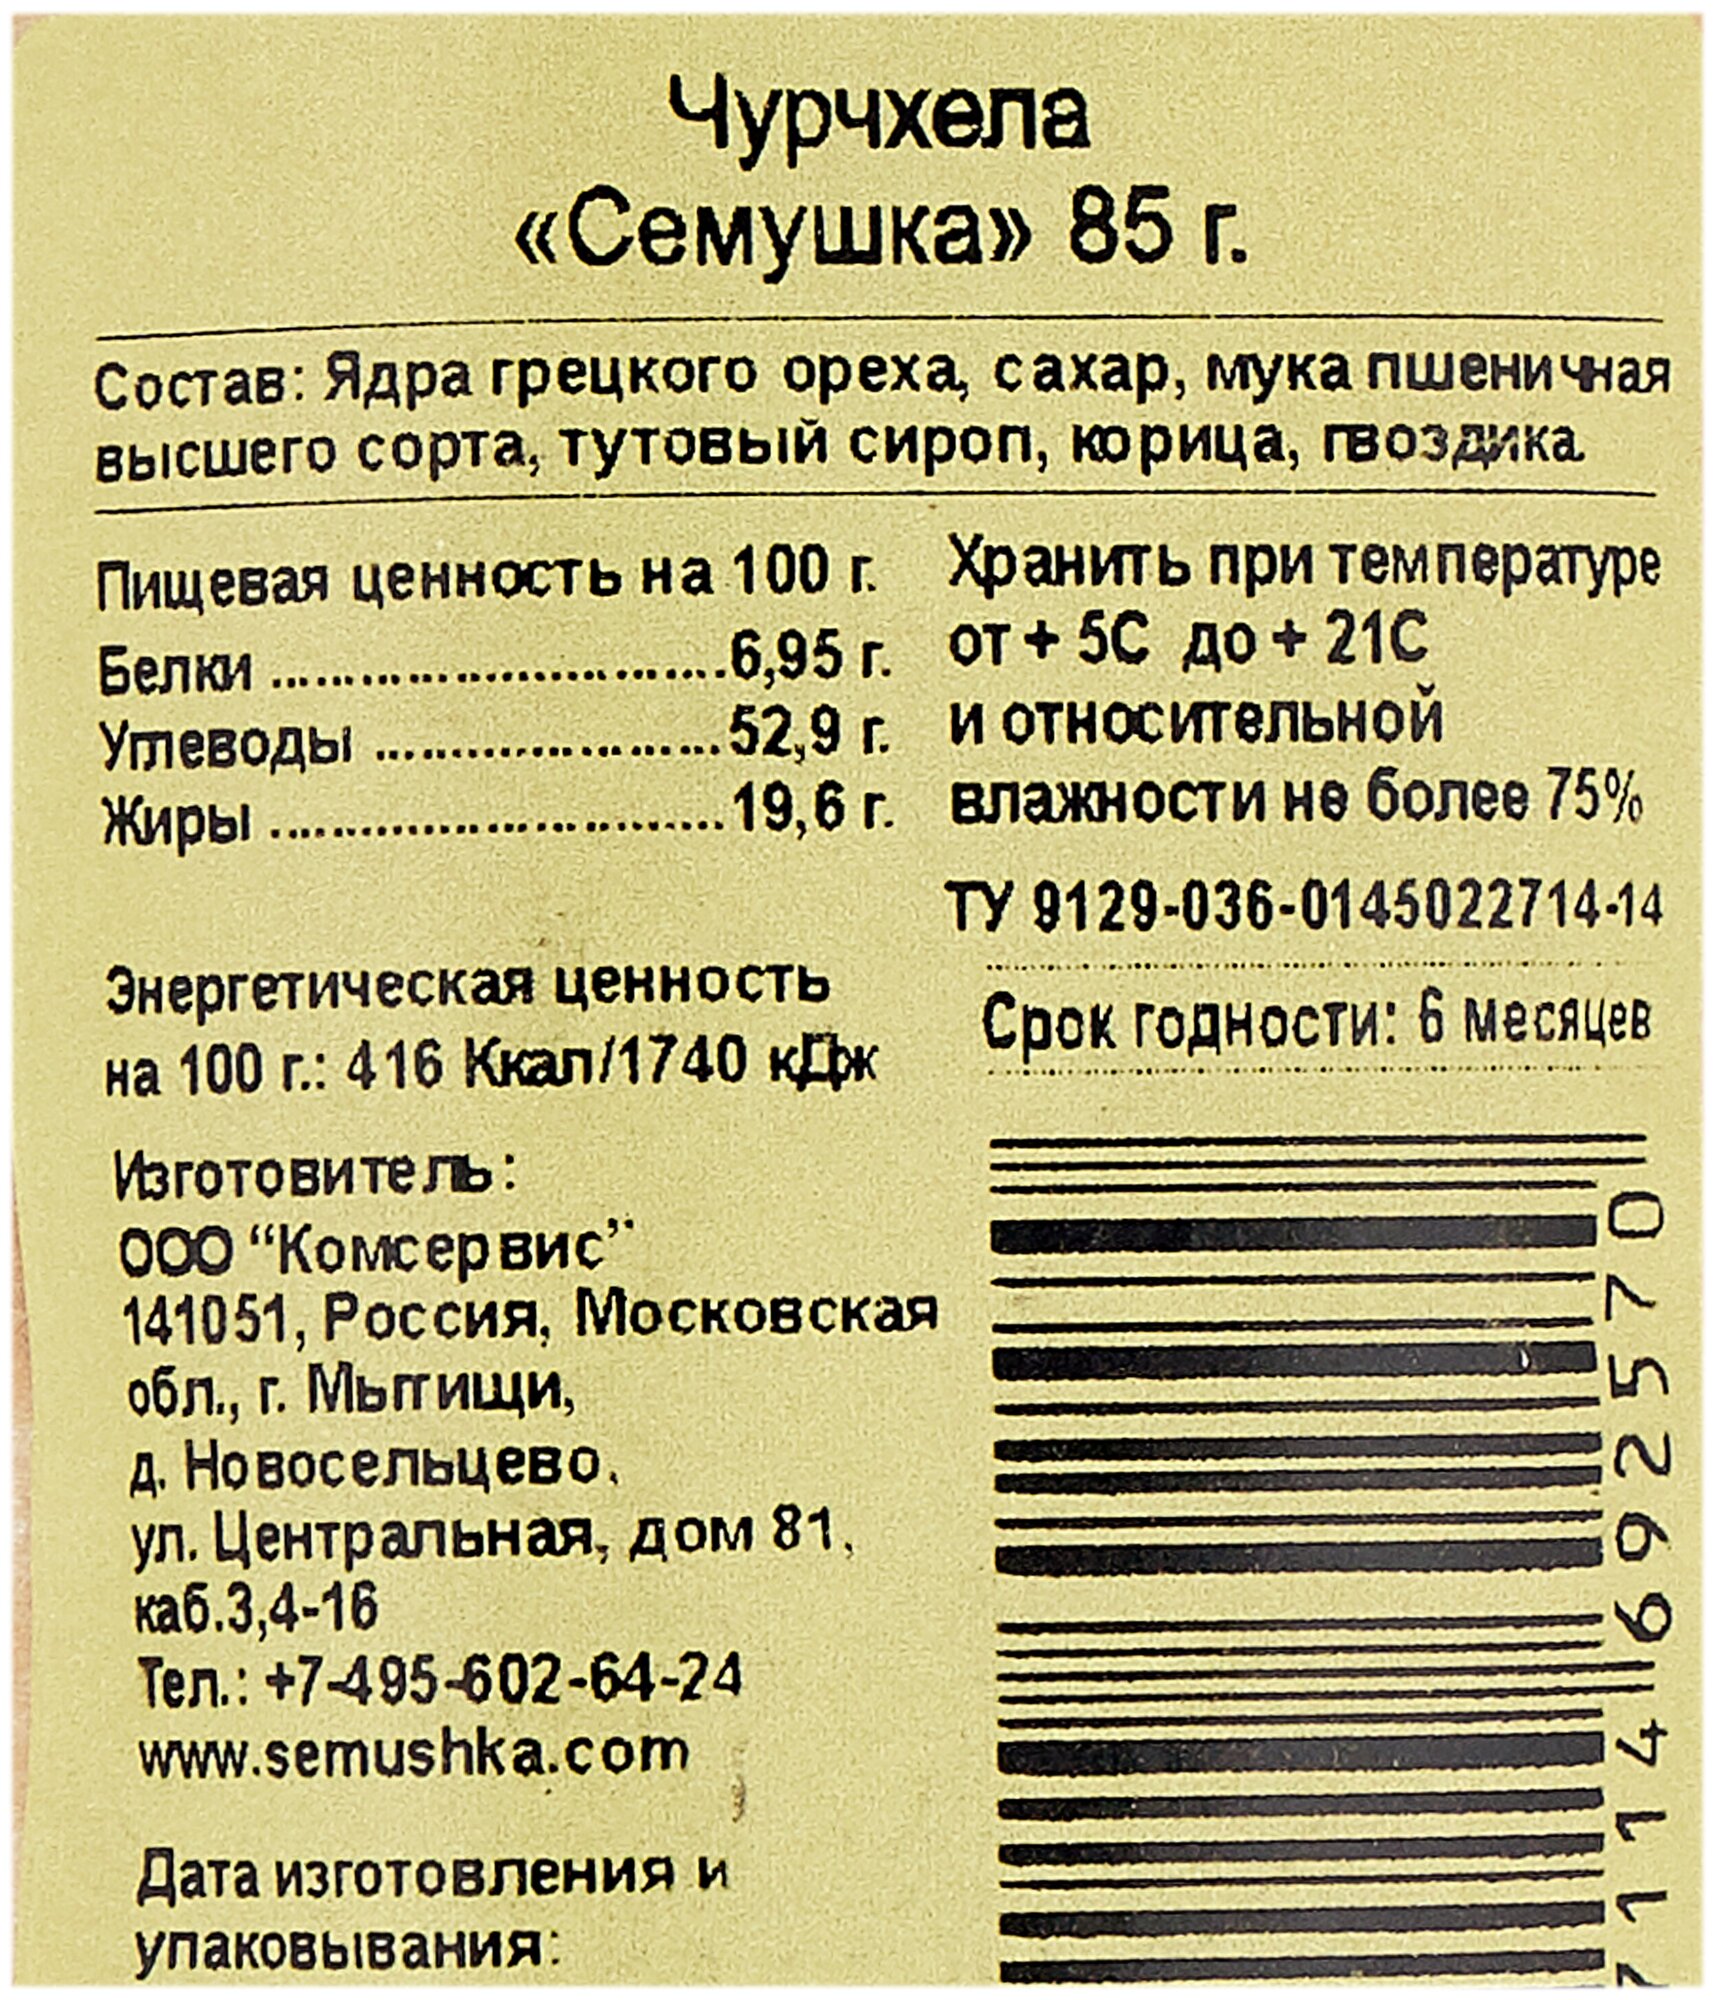 Чурчхела
«Семушка» 85 г.
Состав: Ядра грецкого ореха, сахар, мука пшеничная
высшего сорта, тутовый сироп, корица, гвоздика.
Пищевая ценность на 100 г.
Белки ................................6,95 г.
Углеводы ........................52,9 г.
Жиры ................................19,6 г.
Энергетическая ценность
на 100 г.: 416 Ккал/1740 кДж
Изготовитель:
ООО “Комсервис”
141051, Россия, Московская
обл., г. Мытищи,
д. Новосельцево,
ул. Центральная, дом 81,
каб.3,4-16
Тел.: +7-495-602-64-24
www.semushka.com
Дата изготовления и
упаковывания:
Хранить при температуре
от + 5С до + 21С
и относительной
влажности не более 75%
ТУ 9129-036-0145022714-14
Срок годности: 6 месяцев
7114692570